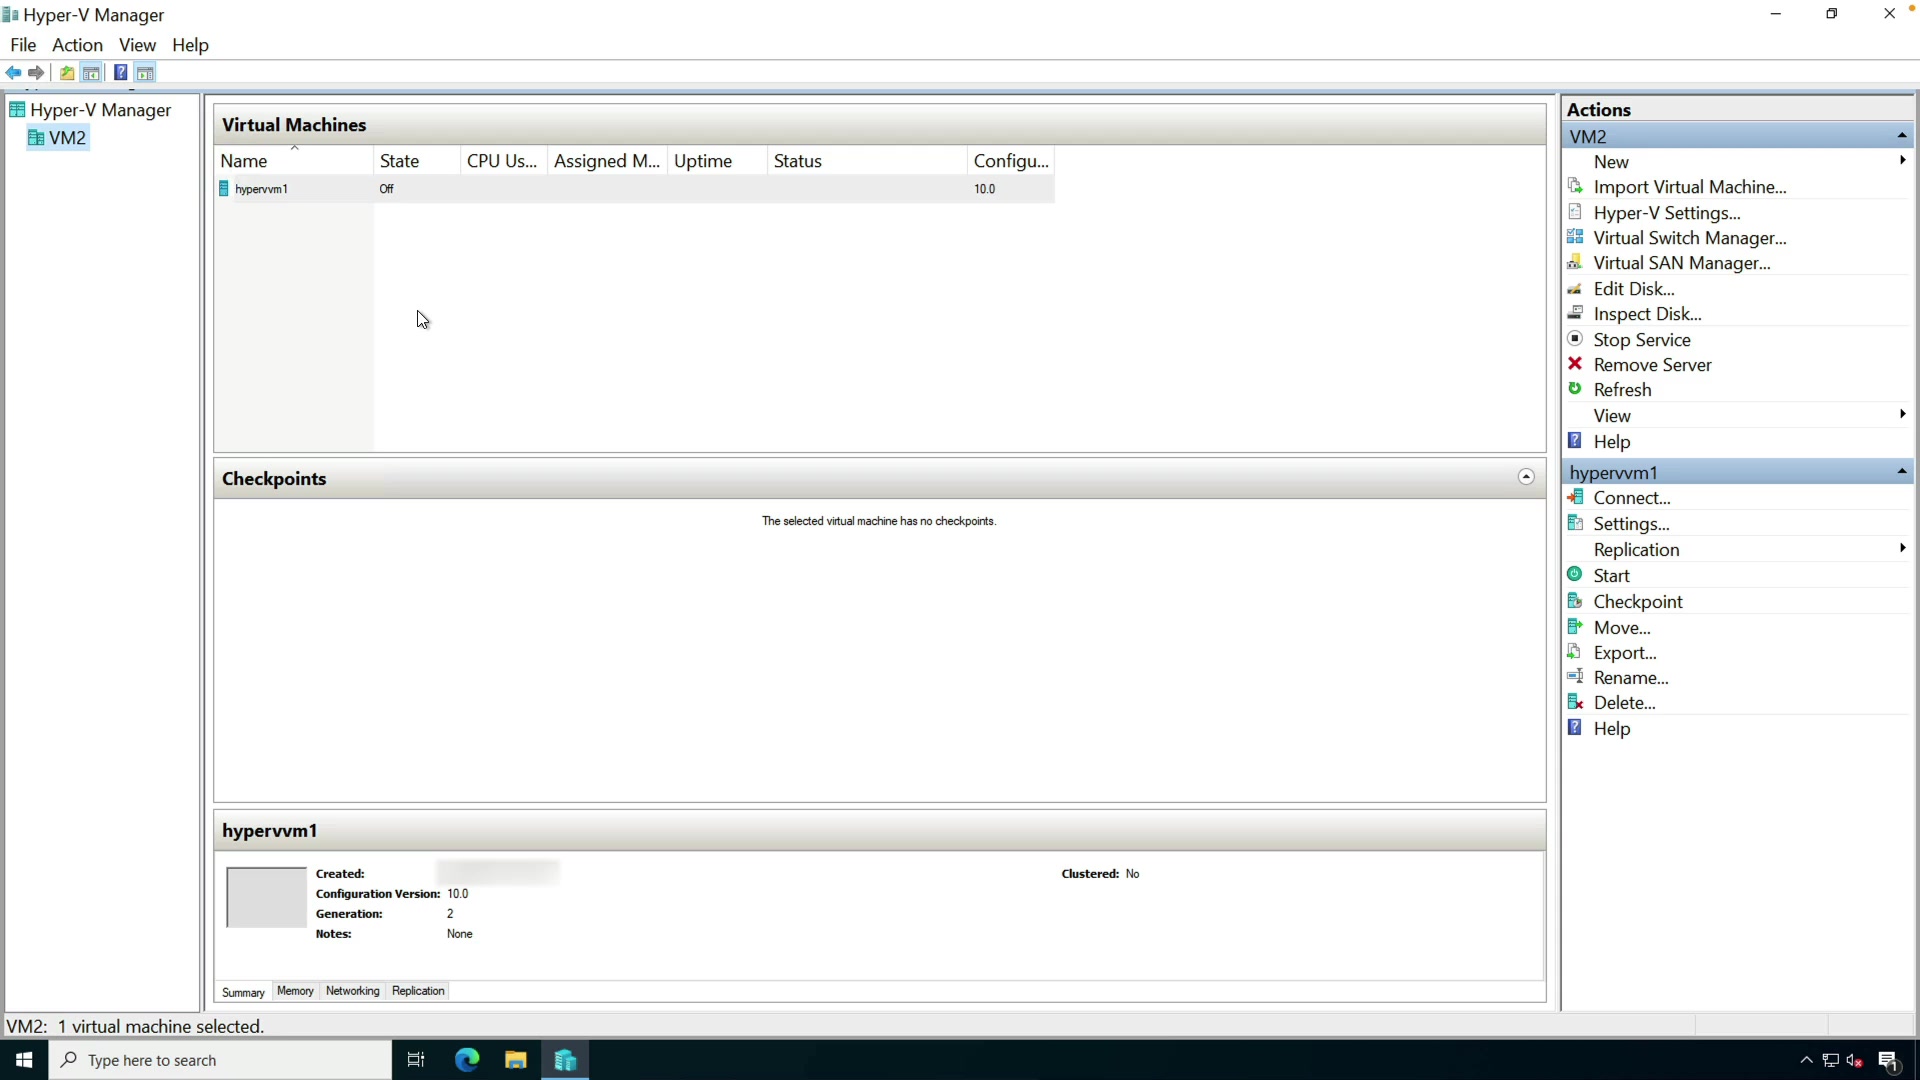 Hyper-V Manager
File Action View Help
Hyper-V Manager
VM2
Virtual Machines
Name State CPU Us... Assigned M... Uptime Status Configu...
hypervvm1 Off 10.0
Checkpoints
The selected virtual machine has no checkpoints.
hypervvm1
Created:
Configuration Version: 10.0
Generation: 2
Notes: None
Clustered: No
Summary Memory Networking Replication
Actions
VM2
New
Import Virtual Machine...
Hyper-V Settings...
Virtual Switch Manager...
Virtual SAN Manager...
Edit Disk...
Inspect Disk...
Stop Service
Remove Server
Refresh
View
Help
hypervvm1
Connect...
Settings...
Replication
Start
Checkpoint
Move...
Export...
Rename...
Delete...
Help
VM2: 1 virtual machine selected.
Type here to search
1